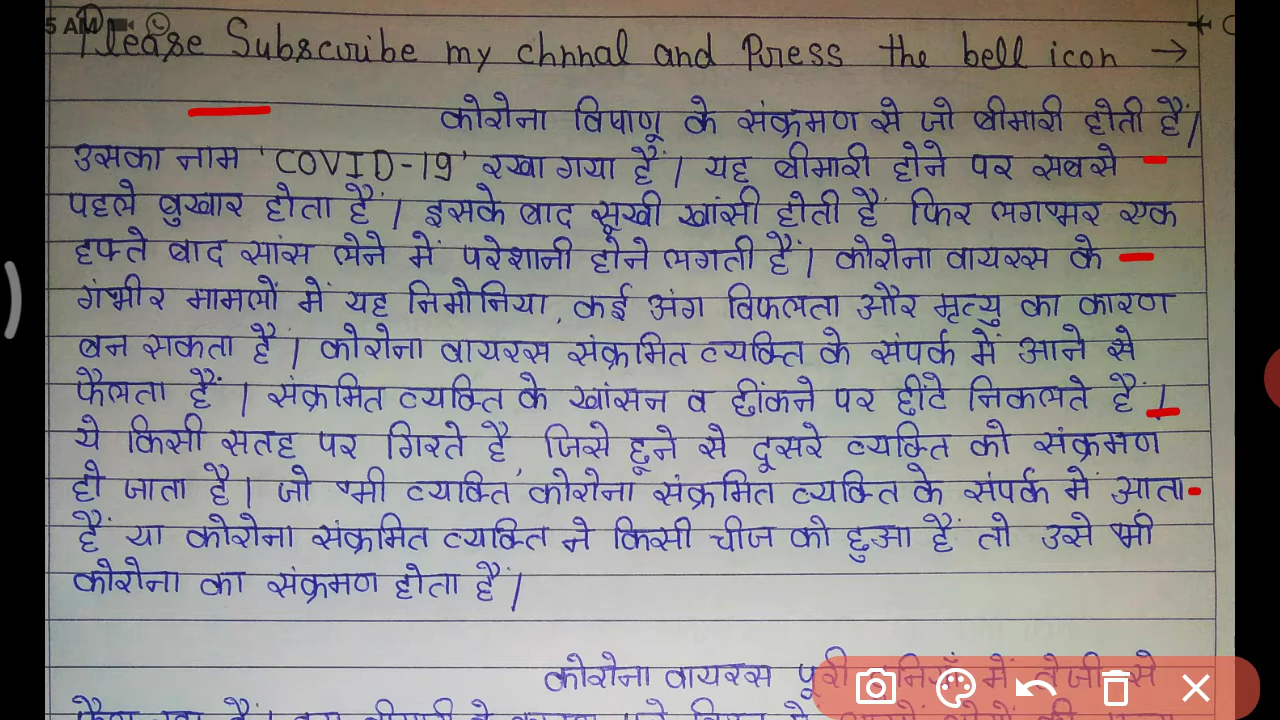 Please Subscribe my chnnal and Press the bell icon →
कोरोना विषाणू के संक्रमण से जो बीमारी होती हैं।
उसका नाम 'COVID-19' रखा गया हैं। यह बीमारी होने पर सबसे
पहले बुखार होता हैं। इसके बाद सूखी खांसी होती हैं फिर लगभर एक
हफ्ते बाद सांस लेने में परेशानी होने लगती हैं। कोरोना वायरस के
गंभीर मामलों में यह निमोनिया, कई अंग विफलता और मृत्यु का कारण
बन सकता हैं। कोरोना वायरस संक्रमित व्यक्ति के संपर्क में आने से
फैलता हैं। संक्रमित व्यक्ति के खांसन व छींकने पर छींटे निकलते हैं।
ये किसी सतह पर गिरते है, जिसे छूने से दूसरे व्यक्ति को संक्रमण
हो जाता है। जो भी व्यक्ति कोरोना संक्रमित व्यक्ति के संपर्क में आता
हैं या कोरोना संक्रमित व्यक्ति ने किसी चीज को छुआ हैं तो उसे भी
कोरोना का संक्रमण होता हैं।
कोरोना वायरस पूरी में तेजी से